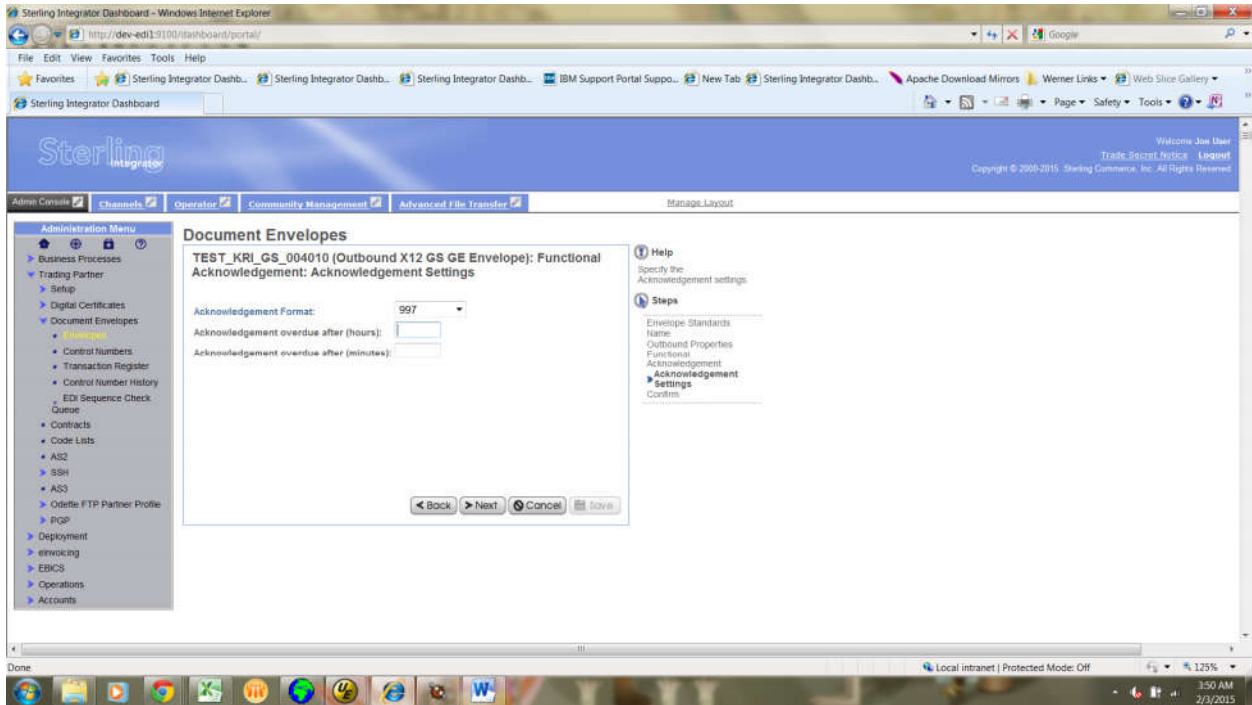 Sterling Integrator Dashboard - Windows Internet Explorer
http://dev-edi1:9100/dashboard/portal/
Google
File Edit View Favorites Tools Help
Favorites Sterling Integrator Dashb... Sterling Integrator Dashb... Sterling Integrator Dashb... IBM Support Portal Suppo... New Tab Sterling Integrator Dashb... Apache Download Mirrors Werner Links Web Slice Gallery
Sterling Integrator Dashboard
Page Safety Tools
Sterling Integrator
Welcome Jon User
Trade Secret Notice Logout
Copyright © 2000-2015. Sterling Commerce, Inc. All Rights Reserved
Admin Console Channels Operator Community Management Advanced File Transfer Manage Layout
Administration Menu
Business Processes
Trading Partner
Setup
Digital Certificates
Document Envelopes
Envelopes
Control Numbers
Transaction Register
Control Number History
EDI Sequence Check
Queue
Contracts
Code Lists
AS2
SSH
AS3
Odette FTP Partner Profile
PGP
Deployment
eInvoicing
EBICS
Operations
Accounts
Document Envelopes
TEST_KRI_GS_004010 (Outbound X12 GS GE Envelope): Functional
Acknowledgement: Acknowledgement Settings
Acknowledgement Format: 997
Acknowledgement overdue after (hours):
Acknowledgement overdue after (minutes):
Back Next Cancel Save
Help
Specify the
Acknowledgement settings.
Steps
Envelope Standards
Name
Outbound Properties
Functional
Acknowledgement
Acknowledgement
Settings
Confirm
Done
Local intranet | Protected Mode: Off
125%
3:50 AM
2/3/2015